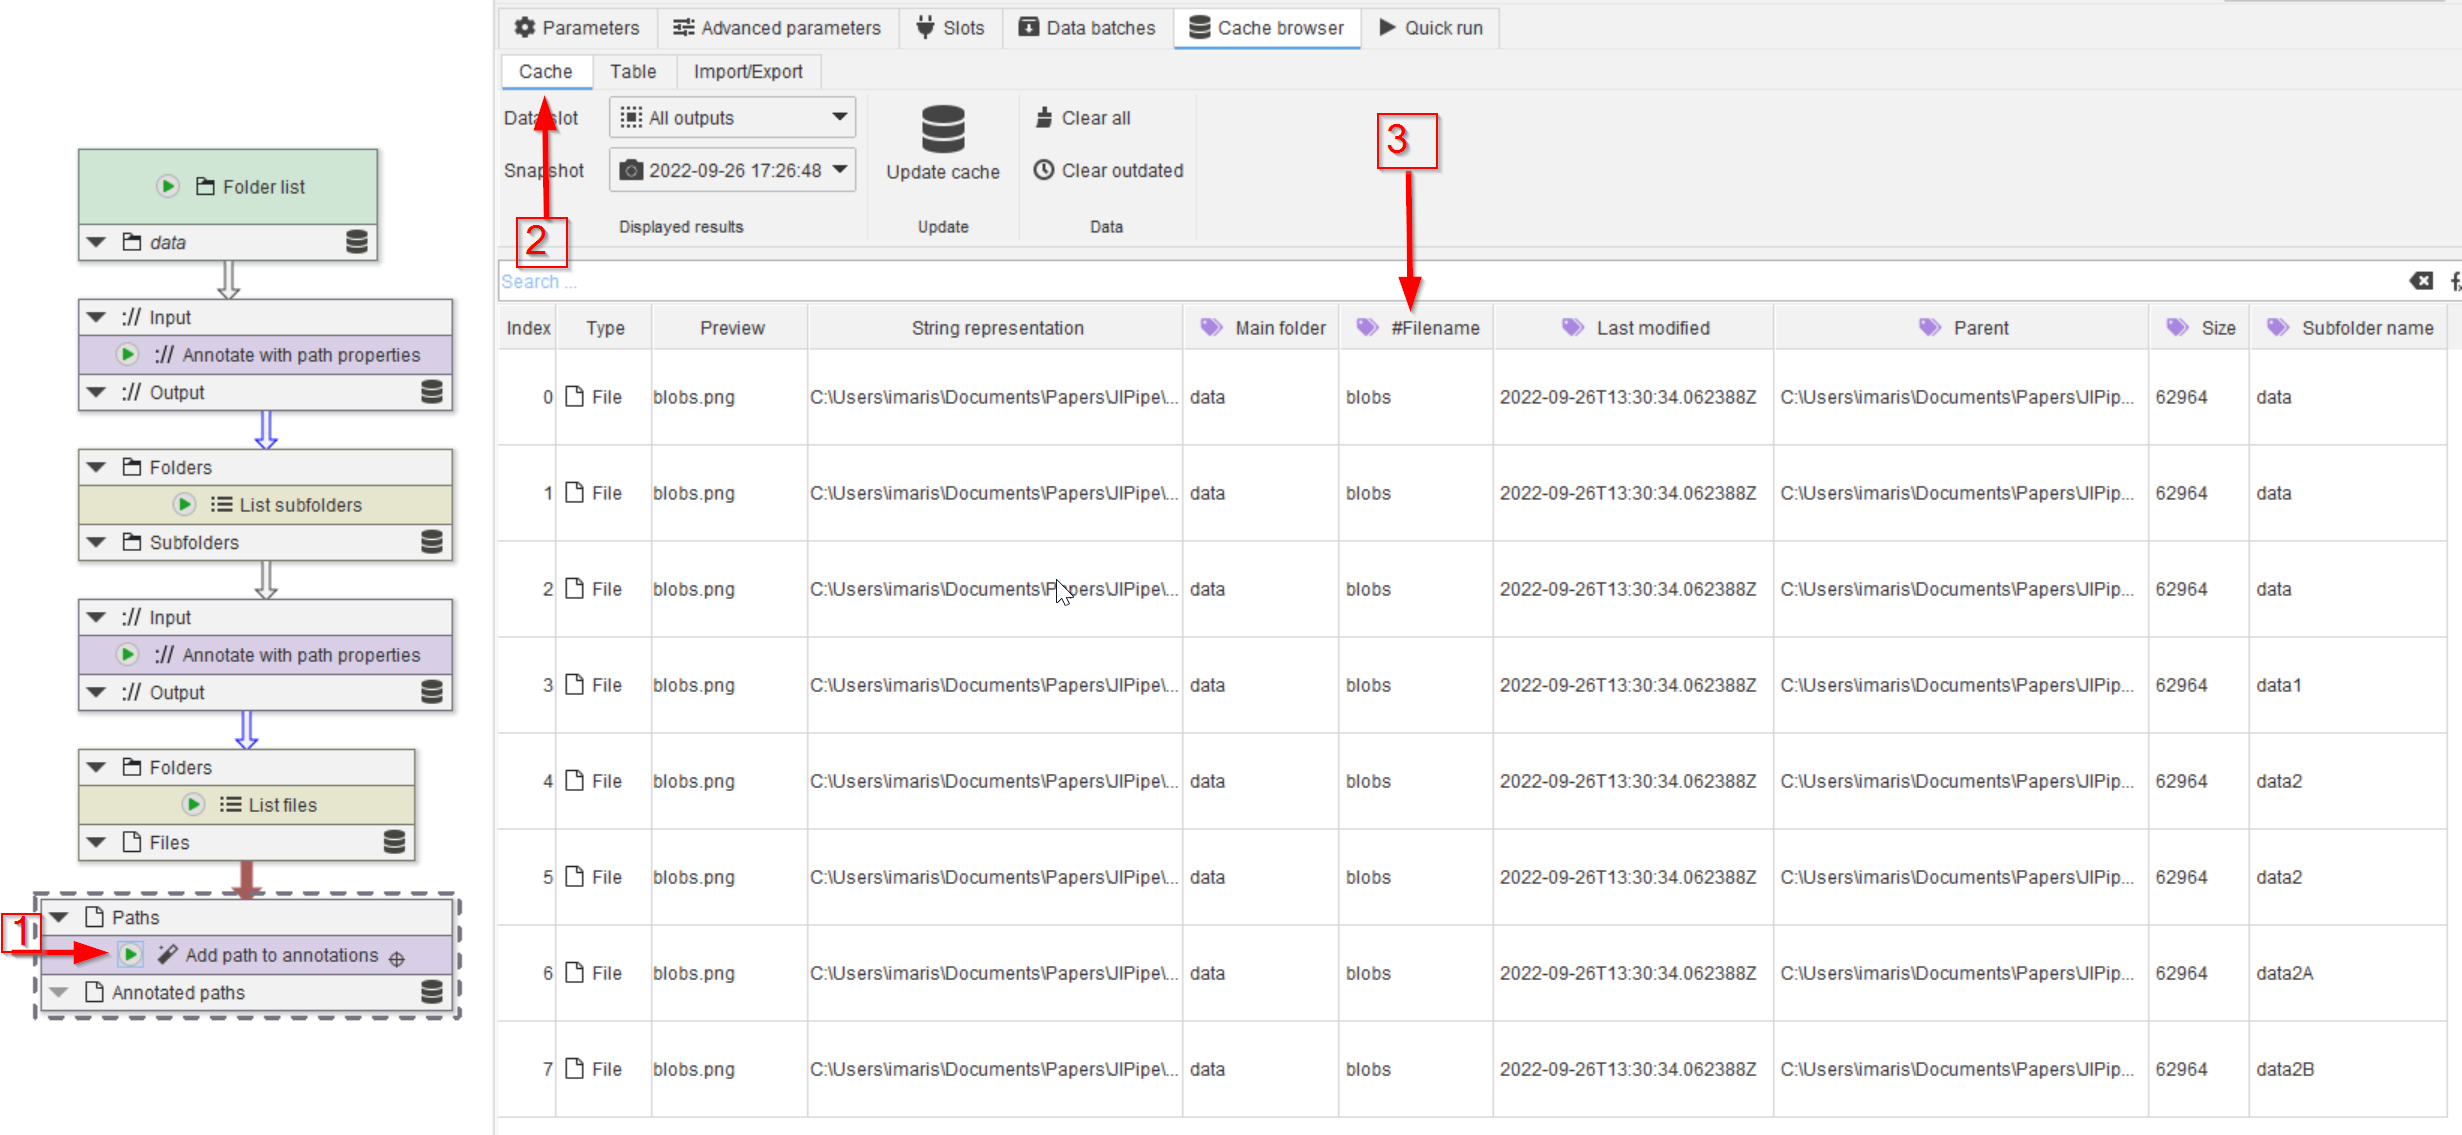 Parameters Advanced parameters Slots Data batches Cache browser Quick run
Cache Table Import/Export
Data slot All outputs Clear all
Snapshot 2022-09-26 17:26:48 Update cache Clear outdated
Displayed results Update Data
Search ...
Index Type Preview String representation Main folder #Filename Last modified Parent Size Subfolder name
0 File blobs.png C:\Users\imaris\Documents\Papers\JIPipe\... data blobs 2022-09-26T13:30:34.062388Z C:\Users\imaris\Documents\Papers\JIPip... 62964 data
1 File blobs.png C:\Users\imaris\Documents\Papers\JIPipe\... data blobs 2022-09-26T13:30:34.062388Z C:\Users\imaris\Documents\Papers\JIPip... 62964 data
2 File blobs.png C:\Users\imaris\Documents\Papers\JIPipe\... data blobs 2022-09-26T13:30:34.062388Z C:\Users\imaris\Documents\Papers\JIPip... 62964 data
3 File blobs.png C:\Users\imaris\Documents\Papers\JIPipe\... data blobs 2022-09-26T13:30:34.062388Z C:\Users\imaris\Documents\Papers\JIPip... 62964 data1
4 File blobs.png C:\Users\imaris\Documents\Papers\JIPipe\... data blobs 2022-09-26T13:30:34.062388Z C:\Users\imaris\Documents\Papers\JIPip... 62964 data2
5 File blobs.png C:\Users\imaris\Documents\Papers\JIPipe\... data blobs 2022-09-26T13:30:34.062388Z C:\Users\imaris\Documents\Papers\JIPip... 62964 data2
6 File blobs.png C:\Users\imaris\Documents\Papers\JIPipe\... data blobs 2022-09-26T13:30:34.062388Z C:\Users\imaris\Documents\Papers\JIPip... 62964 data2A
7 File blobs.png C:\Users\imaris\Documents\Papers\JIPipe\... data blobs 2022-09-26T13:30:34.062388Z C:\Users\imaris\Documents\Papers\JIPip... 62964 data2B
Folder list
data
:// Input
:// Annotate with path properties
:// Output
Folders
List subfolders
Subfolders
:// Input
:// Annotate with path properties
:// Output
Folders
List files
Files
Paths
Add path to annotations
Annotated paths
1
2
3